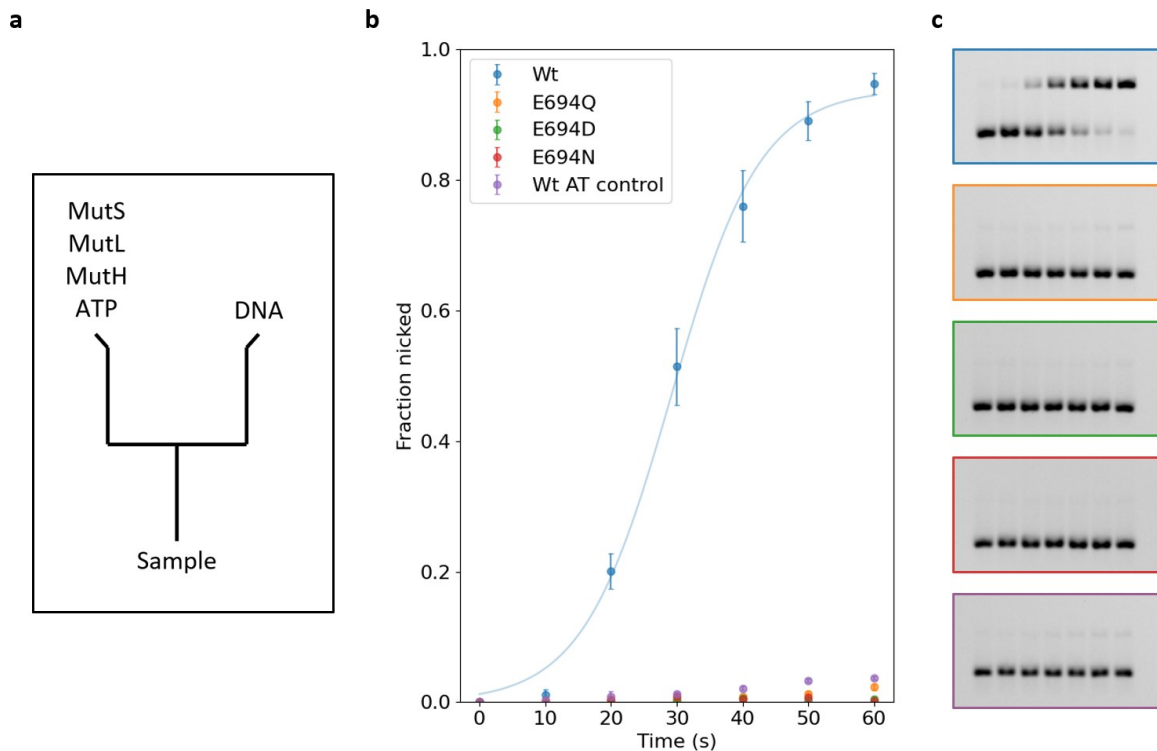 a
MutS
MutL
MutH
ATP
DNA
Sample
b
Fraction nicked
1.0
0.8
0.6
0.4
0.2
0.0
Wt
E694Q
E694D
E694N
Wt AT control
0 10 20 30 40 50 60
Time (s)
c